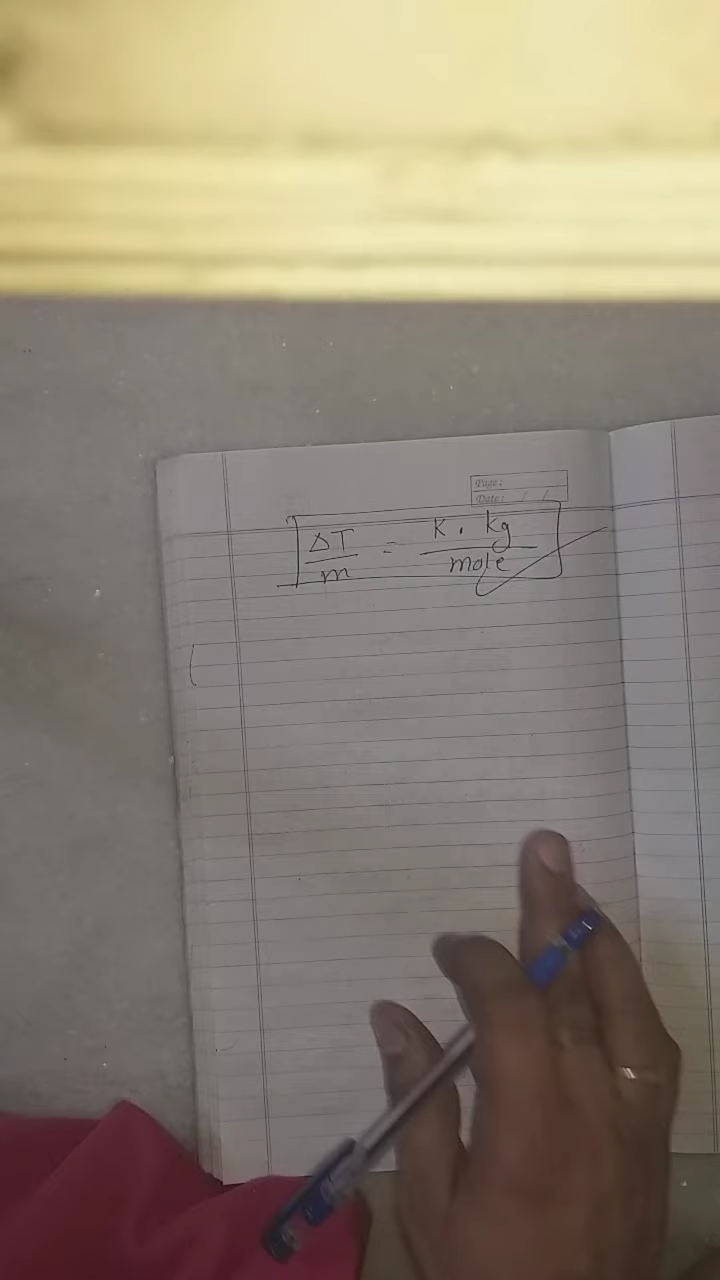 Page:
Date: / /
ΔT/m = K. kg/mole